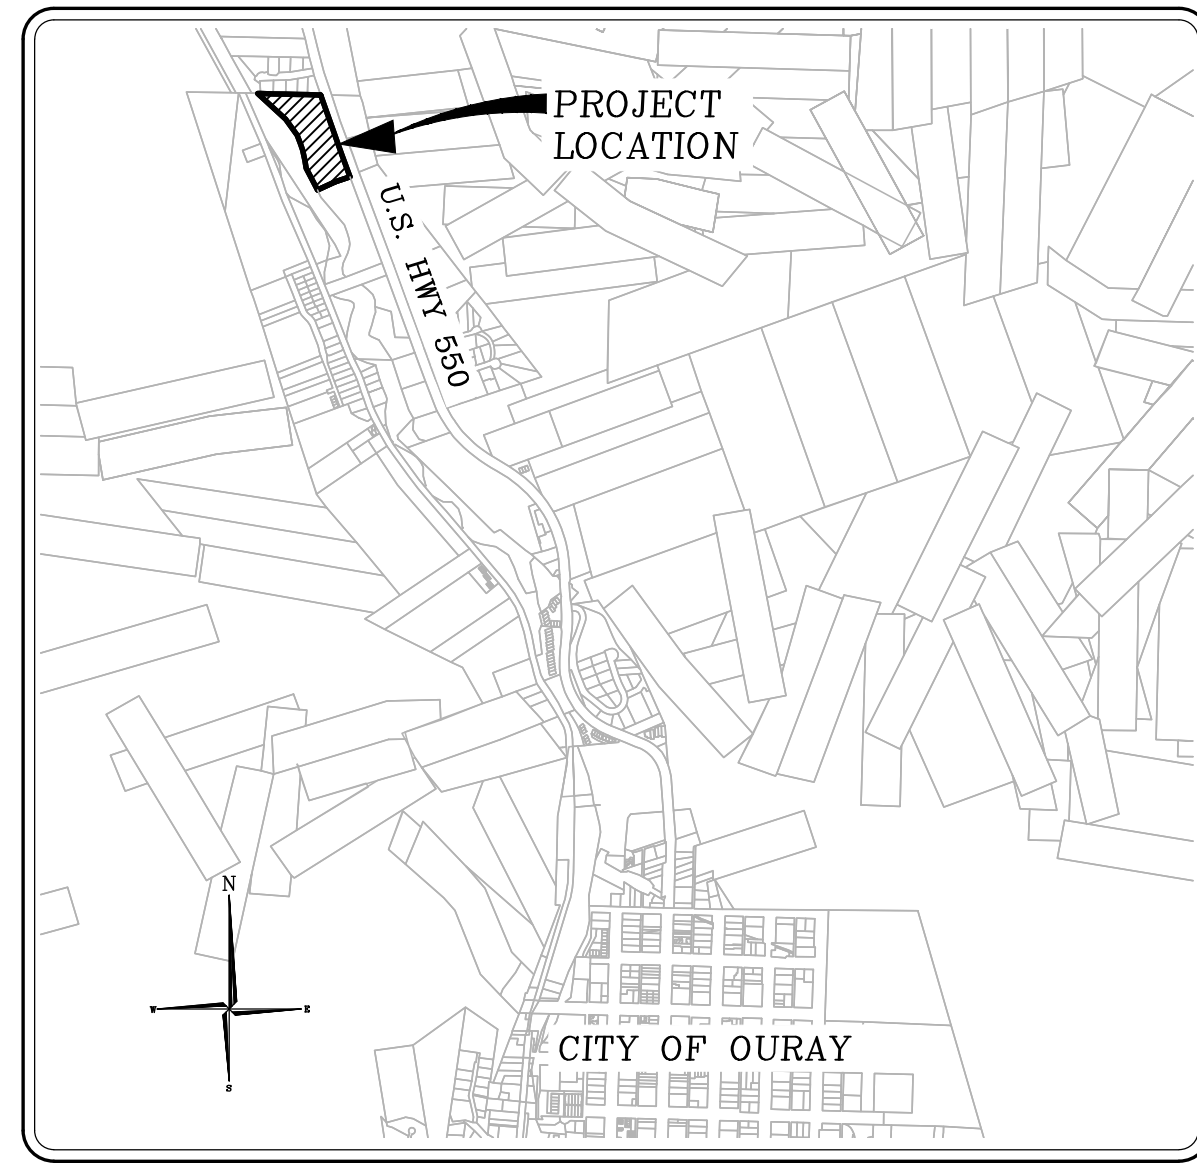 PROJECT
LOCATION
U.S. HWY 550
N
W
E
S
CITY OF OURAY